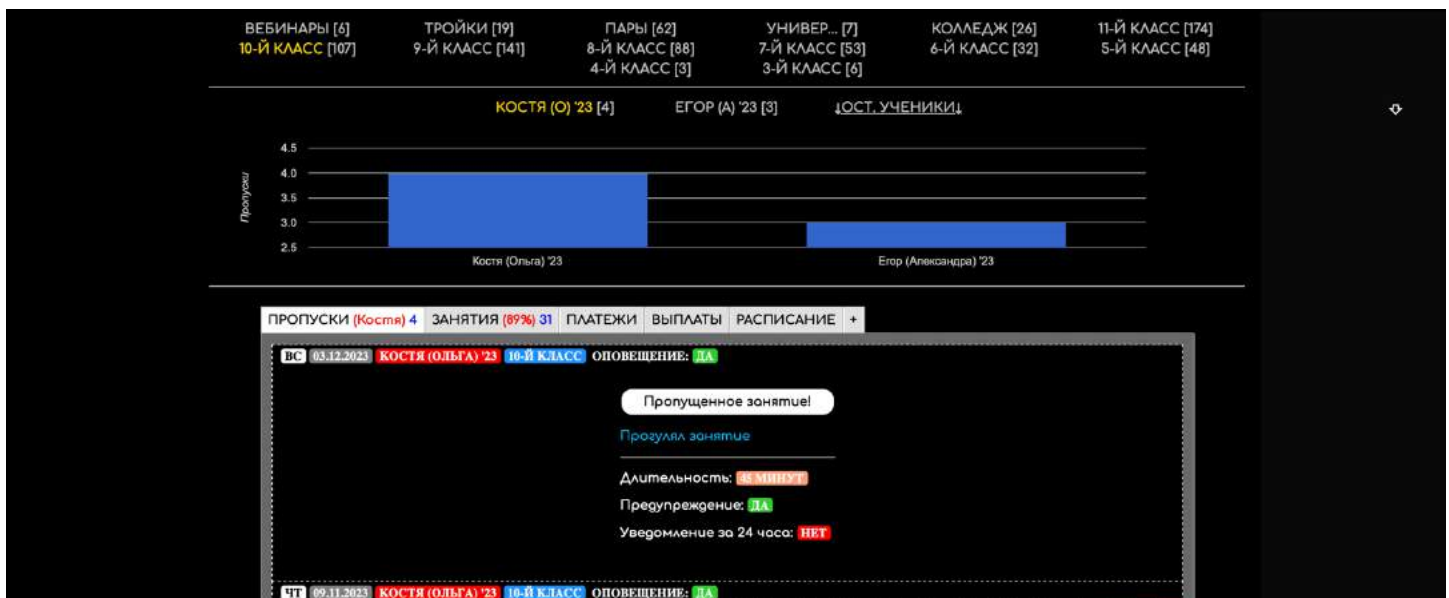 ВЕБИНАРЫ [6] ТРОЙКИ [19] ПАРЫ [62] УНИВЕР... [7] КОЛЛЕДЖ [26] 11-Й КЛАСС [174]
10-Й КЛАСС [107] 9-Й КЛАСС [141] 8-Й КЛАСС [88] 7-Й КЛАСС [53] 6-Й КЛАСС [32] 5-Й КЛАСС [48]
4-Й КЛАСС [3] 3-Й КЛАСС [6]
КОСТЯ (О) '23 [4] ЕГОР (А) '23 [3] ↓ОСТ. УЧЕНИКИ↓
Пропуски
4.5
4.0
3.5
3.0
2.5
Костя (Ольга) '23 Егор (Александра) '23
ПРОПУСКИ (Костя) 4 ЗАНЯТИЯ (89%) 31 ПЛАТЕЖИ ВЫПЛАТЫ РАСПИСАНИЕ +
ВС 03.12.2023 КОСТЯ (ОЛЬГА) '23 10-Й КЛАСС ОПОВЕЩЕНИЕ: ДА
Пропущенное занятие!
Прогулял занятие
Длительность: 45 МИНУТ
Предупреждение: ДА
Уведомление за 24 часа: НЕТ
ЧТ 09.11.2023 КОСТЯ (ОЛЬГА) '23 10-Й КЛАСС ОПОВЕЩЕНИЕ: ДА